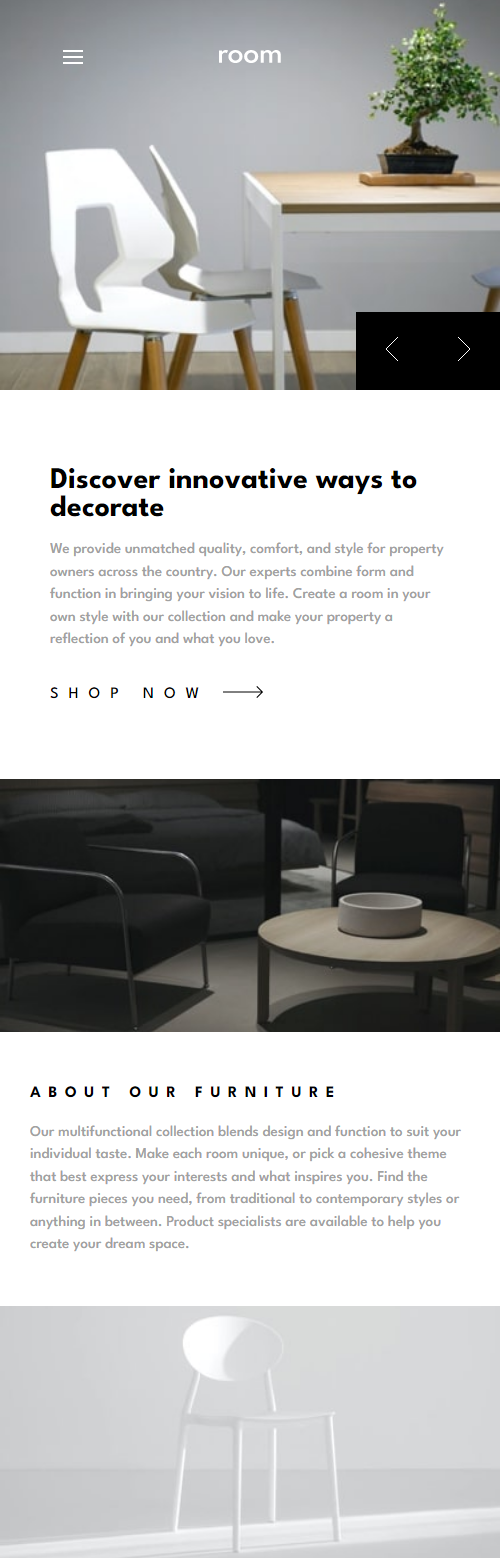 room
Discover innovative ways to
decorate
We provide unmatched quality, comfort, and style for property
owners across the country. Our experts combine form and
function in bringing your vision to life. Create a room in your
own style with our collection and make your property a
reflection of you and what you love.
SHOP NOW
ABOUT OUR FURNITURE
Our multifunctional collection blends design and function to suit your
individual taste. Make each room unique, or pick a cohesive theme
that best express your interests and what inspires you. Find the
furniture pieces you need, from traditional to contemporary styles or
anything in between. Product specialists are available to help you
create your dream space.